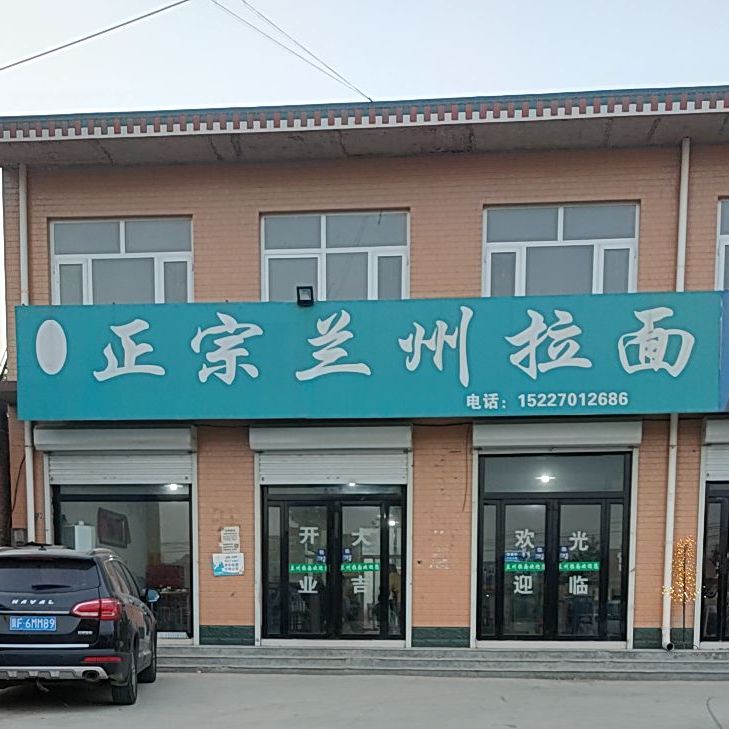 正宗兰州拉面
电话：15227012686
开 大
业 吉
欢 光
迎 临
HAVAL
冀F 6MM89